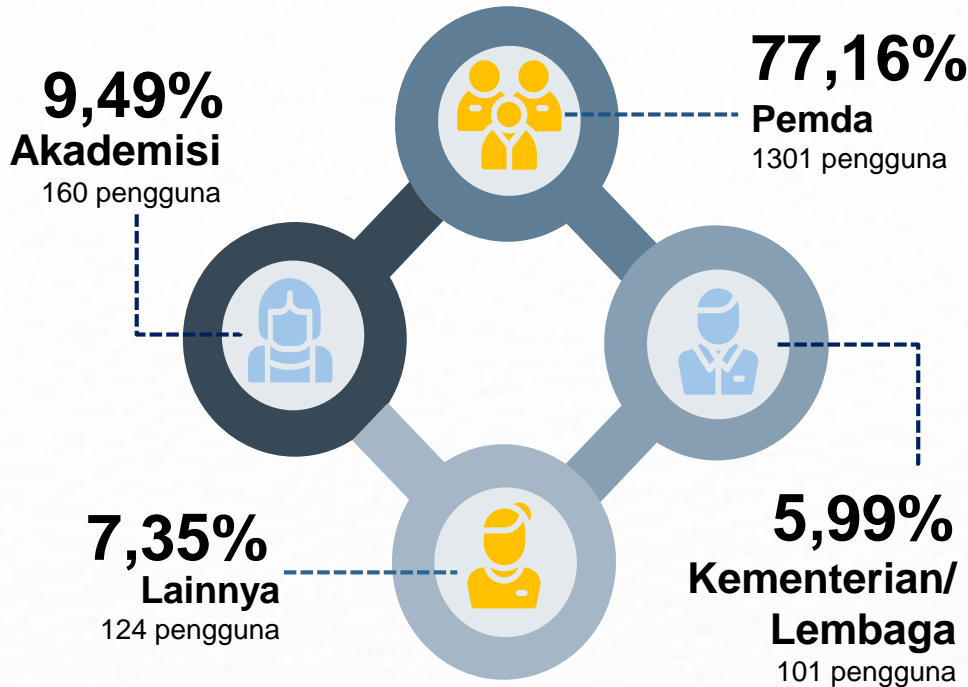 9,49%
Akademisi
160 pengguna
77,16%
Pemda
1301 pengguna
7,35%
Lainnya
124 pengguna
5,99%
Kementerian/
Lembaga
101 pengguna